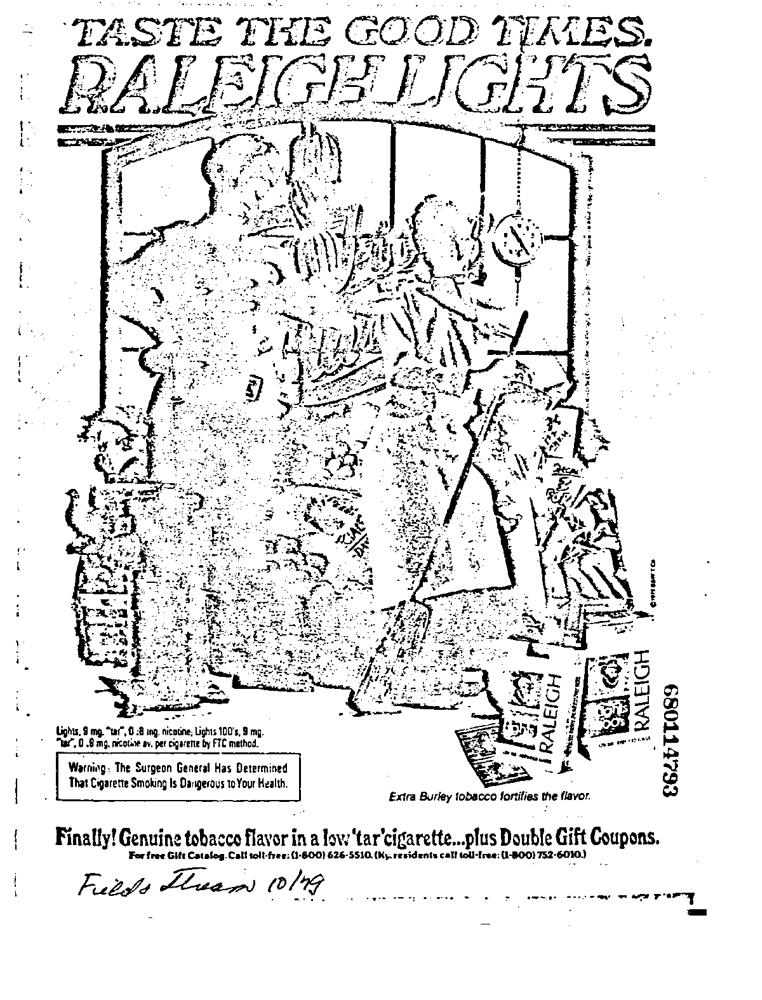 TASTE THE GOOD TIMES.
RALEIGH LIGHTS
RALEIGH
RALEIGH
680114793
Lights, 9 mg. "tar", 0.8 mg. nicotine; Lights 100's, 9 mg.
"tar", 0.8 mg. nicotine av. per cigarette by FTC method.
Warning: The Surgeon General Has Determined
That Cigarette Smoking Is Dangerous to Your Health.
Extra Burley tobacco fortifies the flavor.
Finally! Genuine tobacco flavor in a low 'tar' cigarette...plus Double Gift Coupons.
For free Gift Catalog. Call toll-free: (1-800) 626-5510. (Ky. residents call toll-free: (1-800) 752-6010.)
Field & Stream 10/79